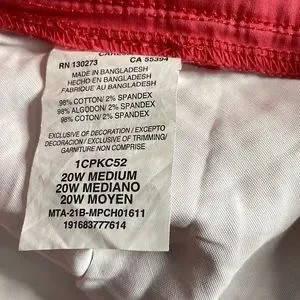 RN 130273 CA 55394
MADE IN BANGLADESH
HECHO EN BANGLADESH
FABRIQUE AU BANGLADESH
98% COTTON/ 2% SPANDEX
98% ALGODON/ 2% SPANDEX
98% COTON/ 2% SPANDEX
EXCLUSIVE OF DECORATION / EXCEPTO
DECORACION / EXCLUSIVE OF TRIMMING/
GARNITURE NON COMPRISE
1CPKC52
20W MEDIUM
20W MEDIANO
20W MOYEN
MTA-21B-MPCH01611
191683777614